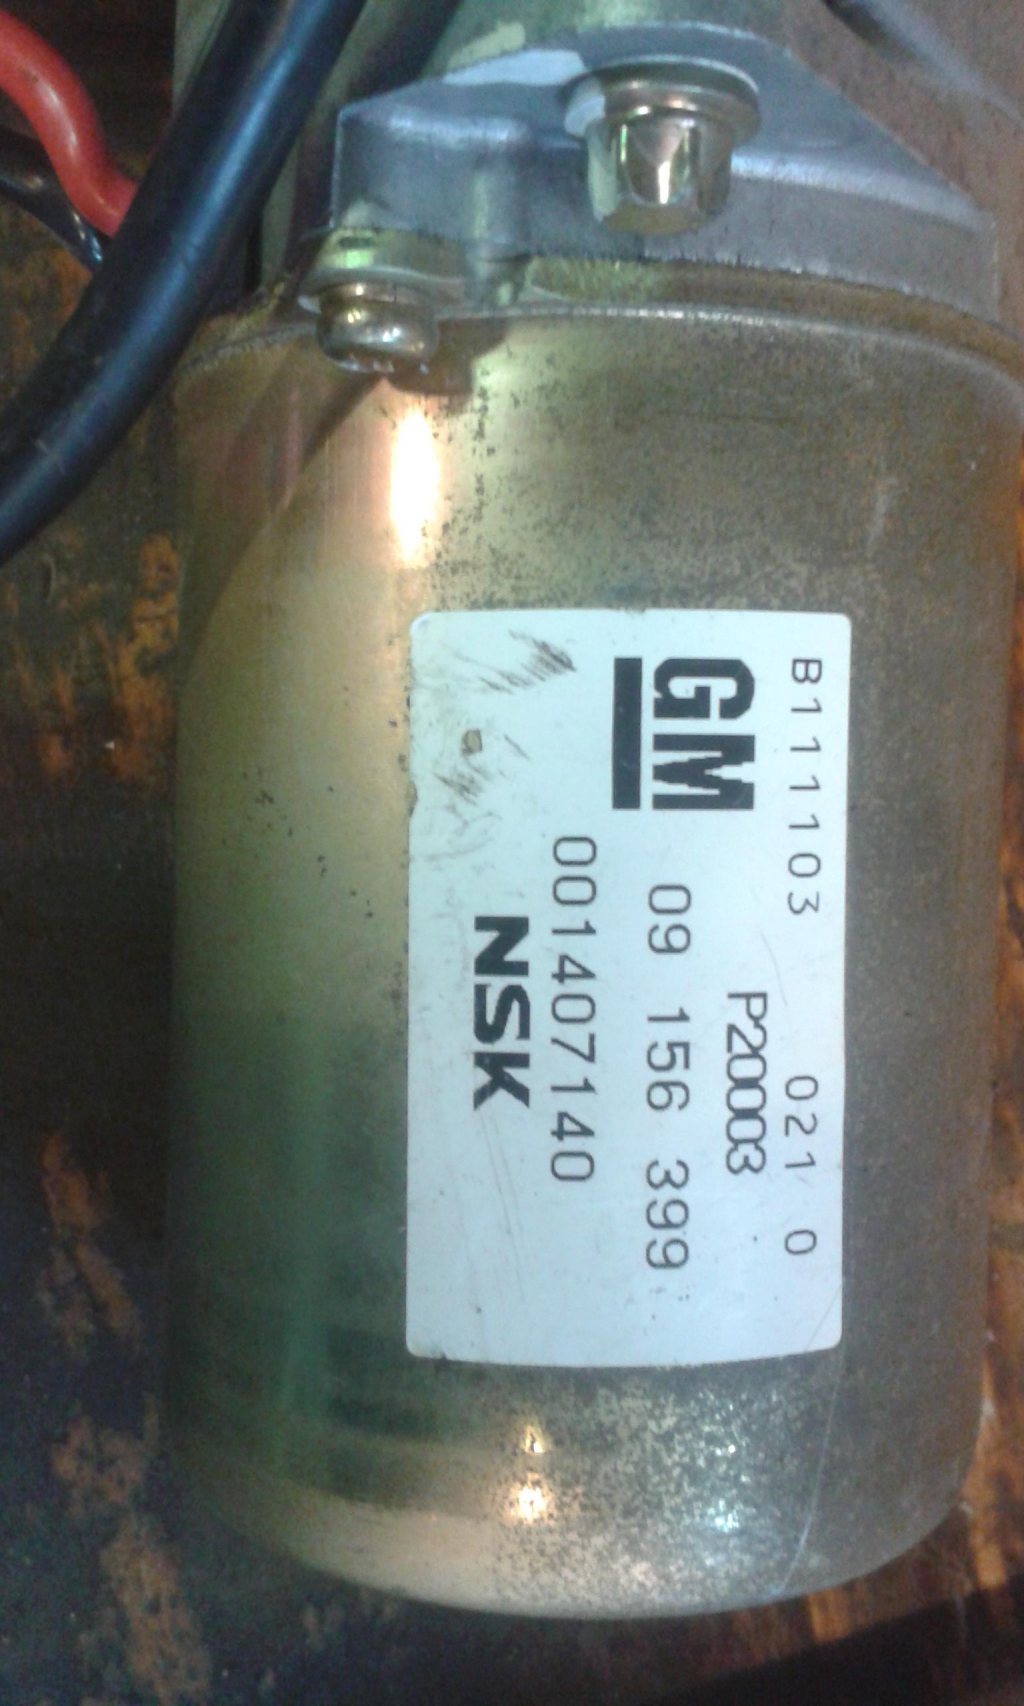 B111103 021 0
P20003
GM 09 156 399
001407140
NSK